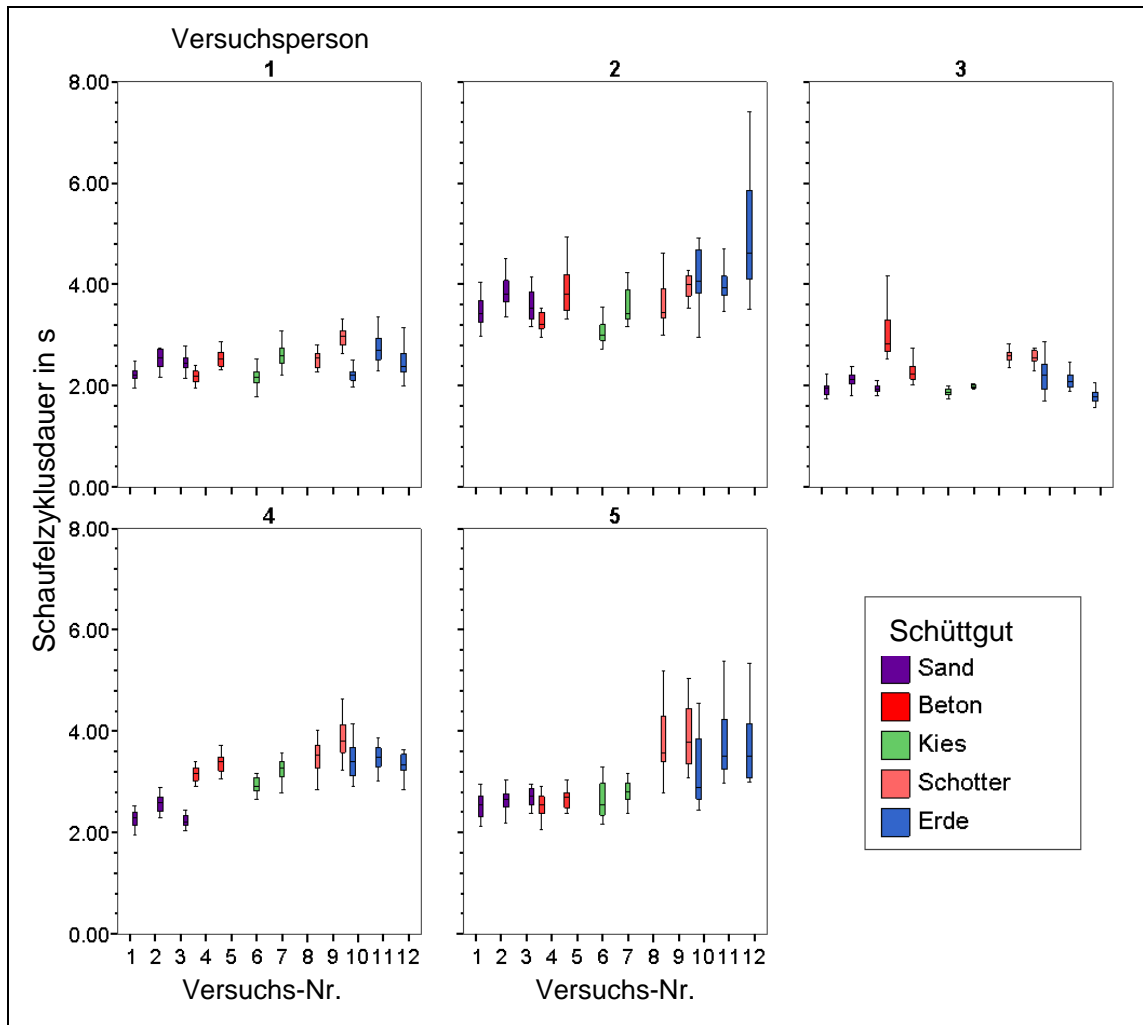 Versuchsperson
1 2 3
8.00
6.00
4.00
2.00
0.00
Schaufelzyklusdauer in s
4 5
8.00
6.00
4.00
2.00
0.00
Schüttgut
Sand
Beton
Kies
Schotter
Erde
1 2 3 4 5 6 7 8 9 10 11 12
1 2 3 4 5 6 7 8 9 10 11 12
Versuchs-Nr.
Versuchs-Nr.